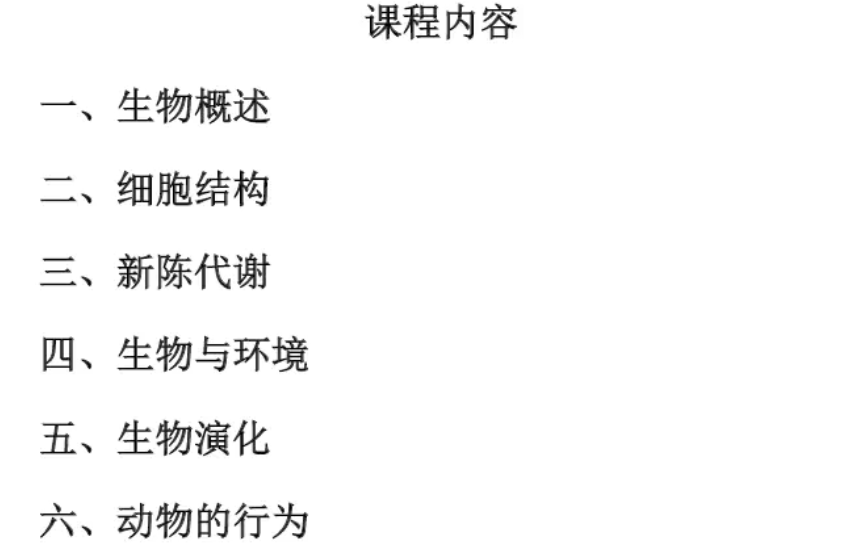 课程内容
一、生物概述
二、细胞结构
三、新陈代谢
四、生物与环境
五、生物演化
六、动物的行为